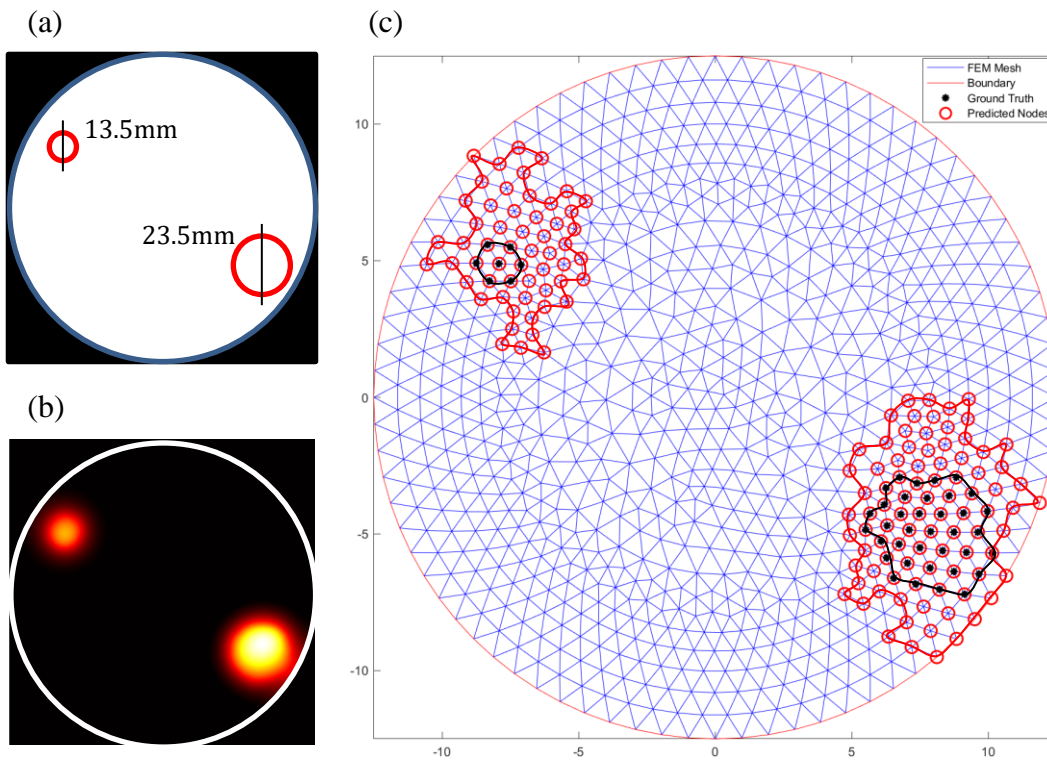 (a)
13.5mm
23.5mm
(b)
(c)
FEM Mesh
Boundary
Ground Truth
Predicted Nodes
10
5
0
-5
-10
-10
-5
0
5
10